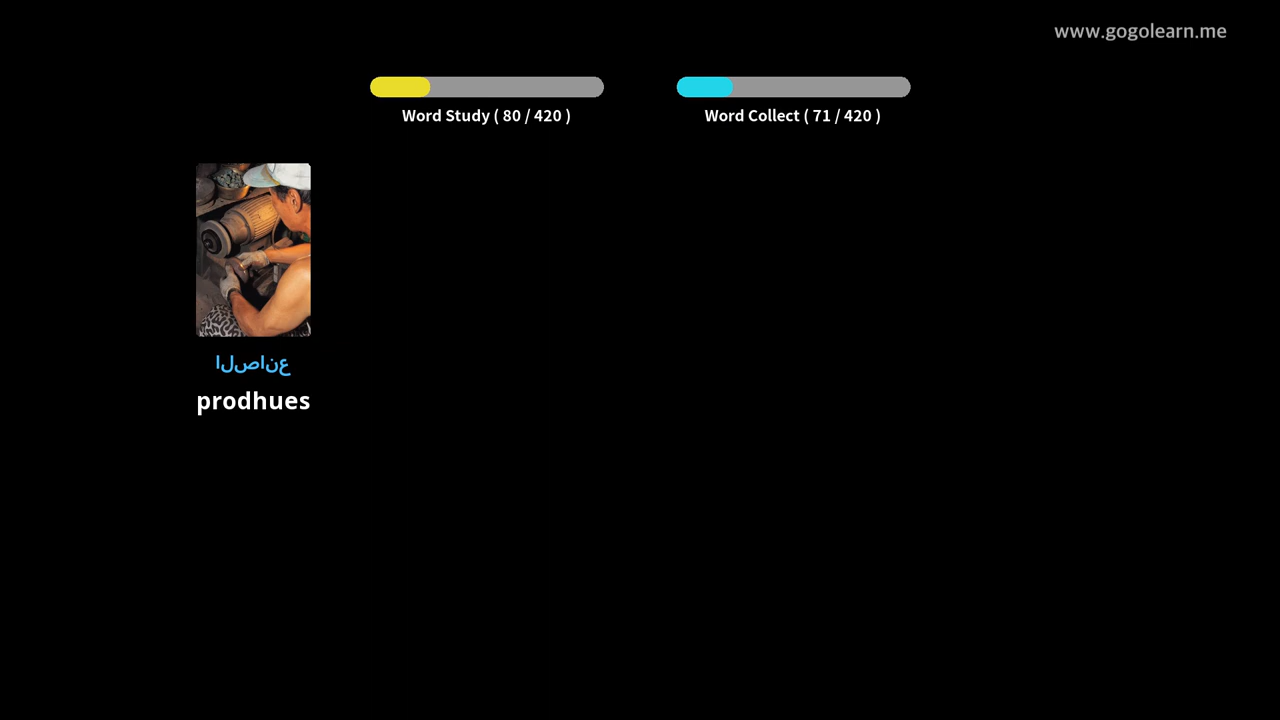 www.gogolearn.me
Word Study ( 80 / 420 )
Word Collect ( 71 / 420 )
الصانع
prodhues